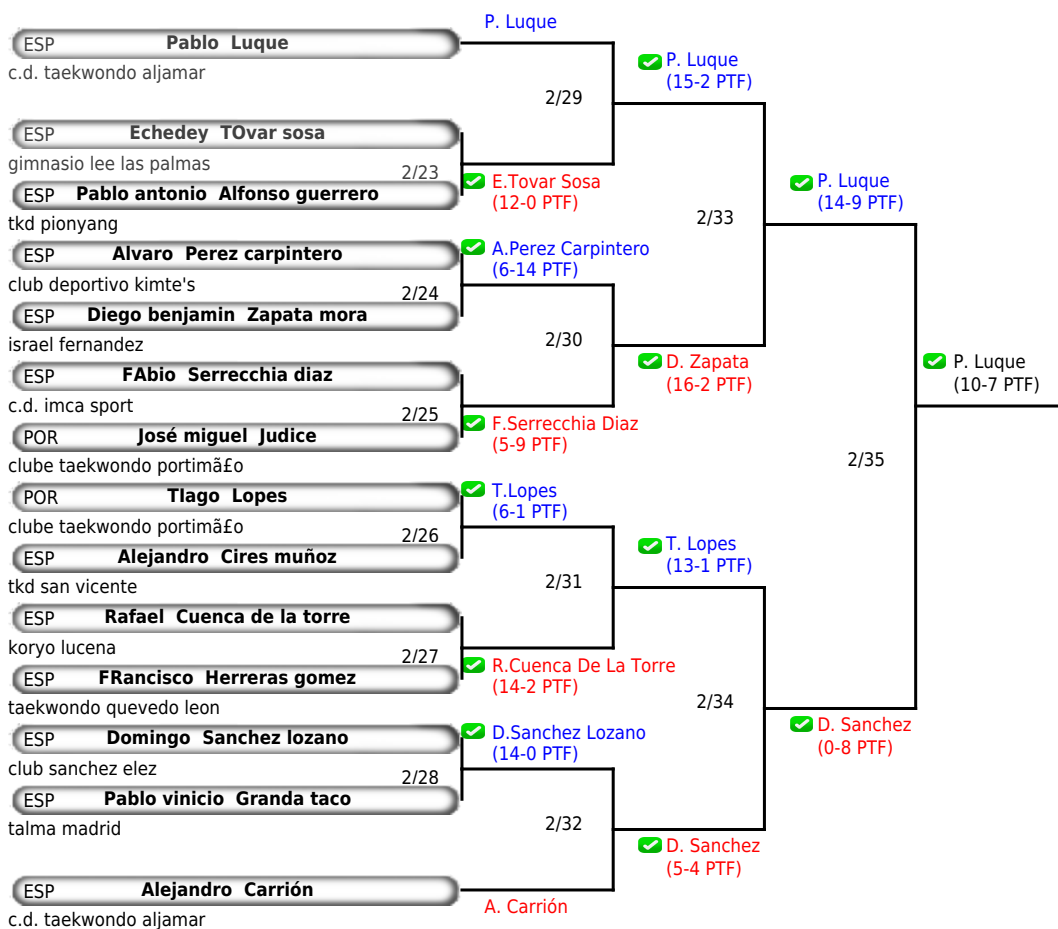 P. Luque
ESP Pablo Luque
c.d. taekwondo aljamar
P. Luque
(15-2 PTF)
2/29
ESP Echedey TOvar sosa
gimnasio lee las palmas
2/23
E.Tovar Sosa
(12-0 PTF)
P. Luque
(14-9 PTF)
ESP Pablo antonio Alfonso guerrero
tkd pionyang
2/33
ESP Alvaro Perez carpintero
A.Perez Carpintero
(6-14 PTF)
club deportivo kimte's
2/24
ESP Diego benjamin Zapata mora
israel fernandez
2/30
D. Zapata
(16-2 PTF)
P. Luque
(10-7 PTF)
ESP FAbio Serrecchia diaz
c.d. imca sport
2/25
F.Serrecchia Diaz
(5-9 PTF)
POR José miguel Judice
clube taekwondo portimã£o
2/35
POR TIago Lopes
T.Lopes
(6-1 PTF)
clube taekwondo portimã£o
2/26
ESP Alejandro Cires muñoz
T. Lopes
(13-1 PTF)
tkd san vicente
2/31
ESP Rafael Cuenca de la torre
koryo lucena
2/27
R.Cuenca De La Torre
(14-2 PTF)
ESP FRancisco Herreras gomez
taekwondo quevedo leon
2/34
D. Sanchez
(0-8 PTF)
ESP Domingo Sanchez lozano
D.Sanchez Lozano
(14-0 PTF)
club sanchez elez
2/28
ESP Pablo vinicio Granda taco
talma madrid
2/32
D. Sanchez
(5-4 PTF)
ESP Alejandro Carrión
A. Carrión
c.d. taekwondo aljamar